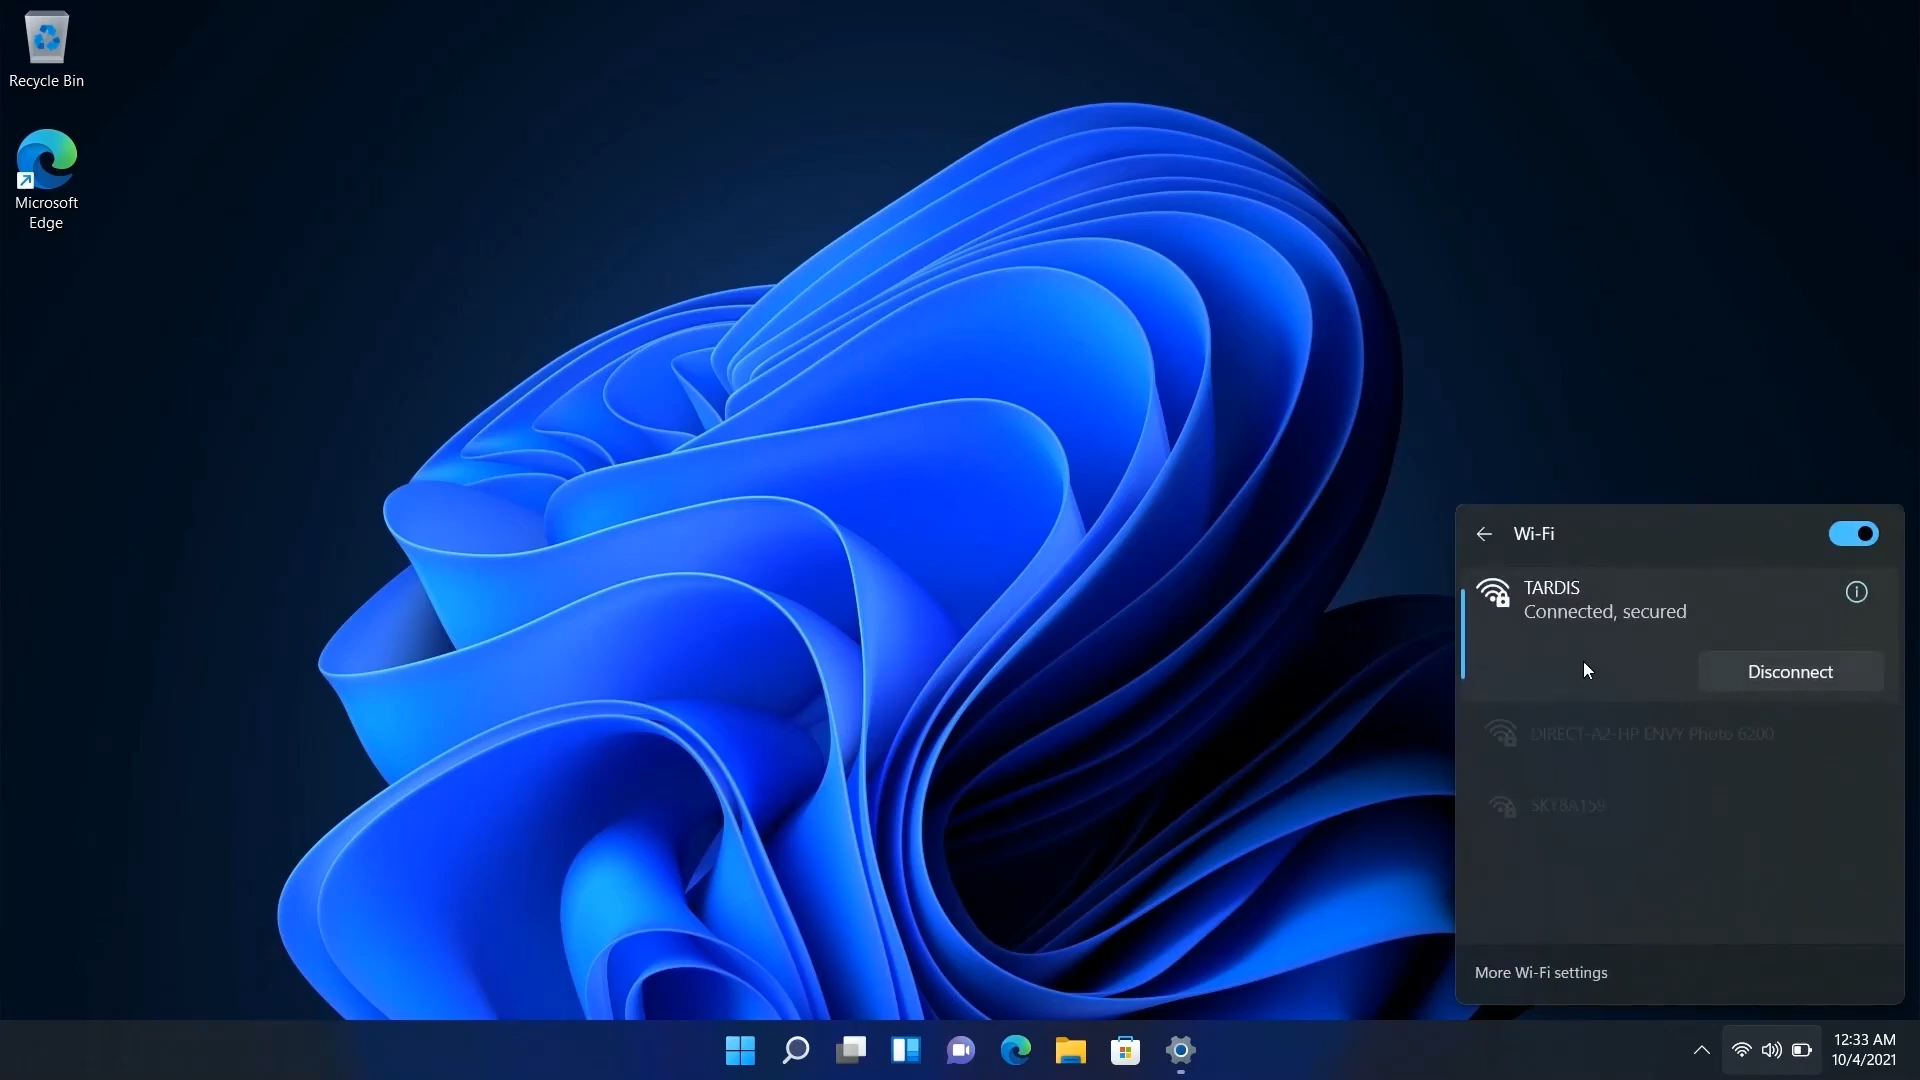 Recycle Bin
Microsoft
Edge
Wi-Fi
TARDIS
Connected, secured
Disconnect
DIRECT-A2-HP ENVY Photo 6200
SKY8A159
More Wi-Fi settings
12:33 AM
10/4/2021